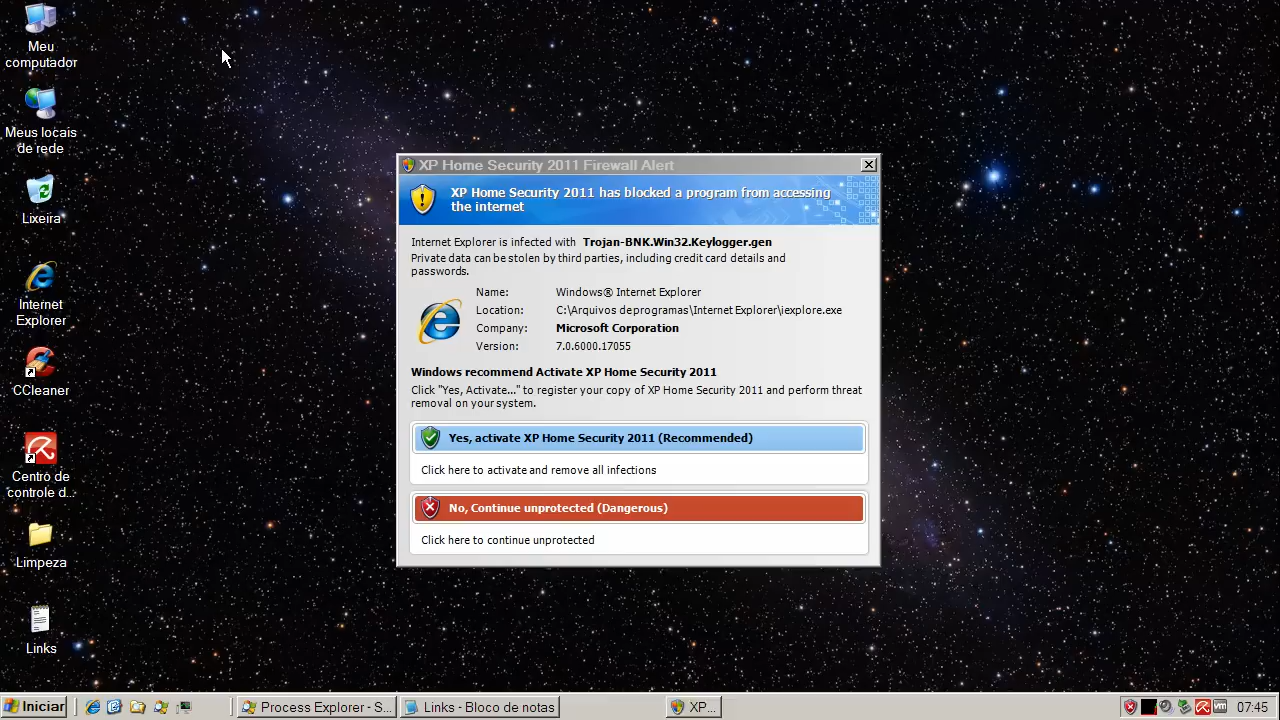 Meu
computador
Meus locais
de rede
Lixeira
Internet
Explorer
CCleaner
Centro de
controle d...
Limpeza
Links
XP Home Security 2011 Firewall Alert
XP Home Security 2011 has blocked a program from accessing
the internet
Internet Explorer is infected with Trojan-BNK.Win32.Keylogger.gen
Private data can be stolen by third parties, including credit card details and
passwords.
Name: Windows® Internet Explorer
Location: C:\Arquivos de programas\Internet Explorer\iexplore.exe
Company: Microsoft Corporation
Version: 7.0.6000.17055
Windows recommend Activate XP Home Security 2011
Click "Yes, Activate..." to register your copy of XP Home Security 2011 and perform threat
removal on your system.
Yes, activate XP Home Security 2011 (Recommended)
Click here to activate and remove all infections
No, Continue unprotected (Dangerous)
Click here to continue unprotected
Iniciar
Process Explorer - S...
Links - Bloco de notas
XP...
vm
07:45